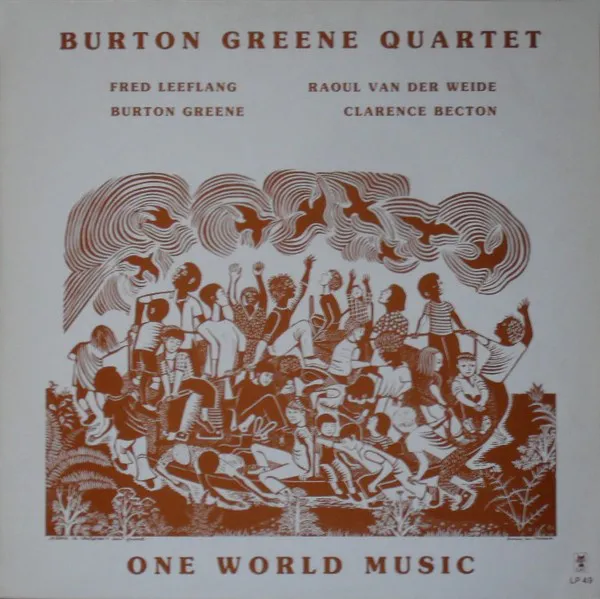 BURTON GREENE QUARTET
FRED LEEFLANG
RAOUL VAN DER WEIDE
BURTON GREENE
CLARENCE BECTON
ONE WORLD MUSIC
LP 49